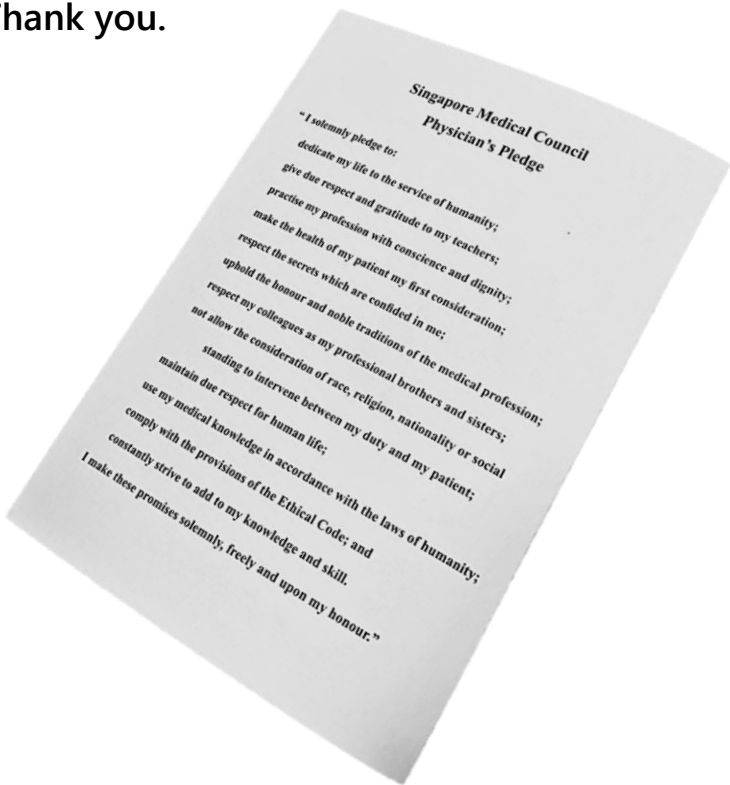 hank you.
Singapore Medical Council
Physician's Pledge
“I solemnly pledge to:
dedicate my life to the service of humanity;
give due respect and gratitude to my teachers;
practise my profession with conscience and dignity;
make the health of my patient my first consideration;
respect the secrets which are confided in me;
uphold the honour and noble traditions of the medical profession;
respect my colleagues as my professional brothers and sisters;
not allow the consideration of race, religion, nationality or social
standing to intervene between my duty and my patient;
maintain due respect for human life;
use my medical knowledge in accordance with the laws of humanity;
comply with the provisions of the Ethical Code; and
constantly strive to add to my knowledge and skill.
I make these promises solemnly, freely and upon my honour.”